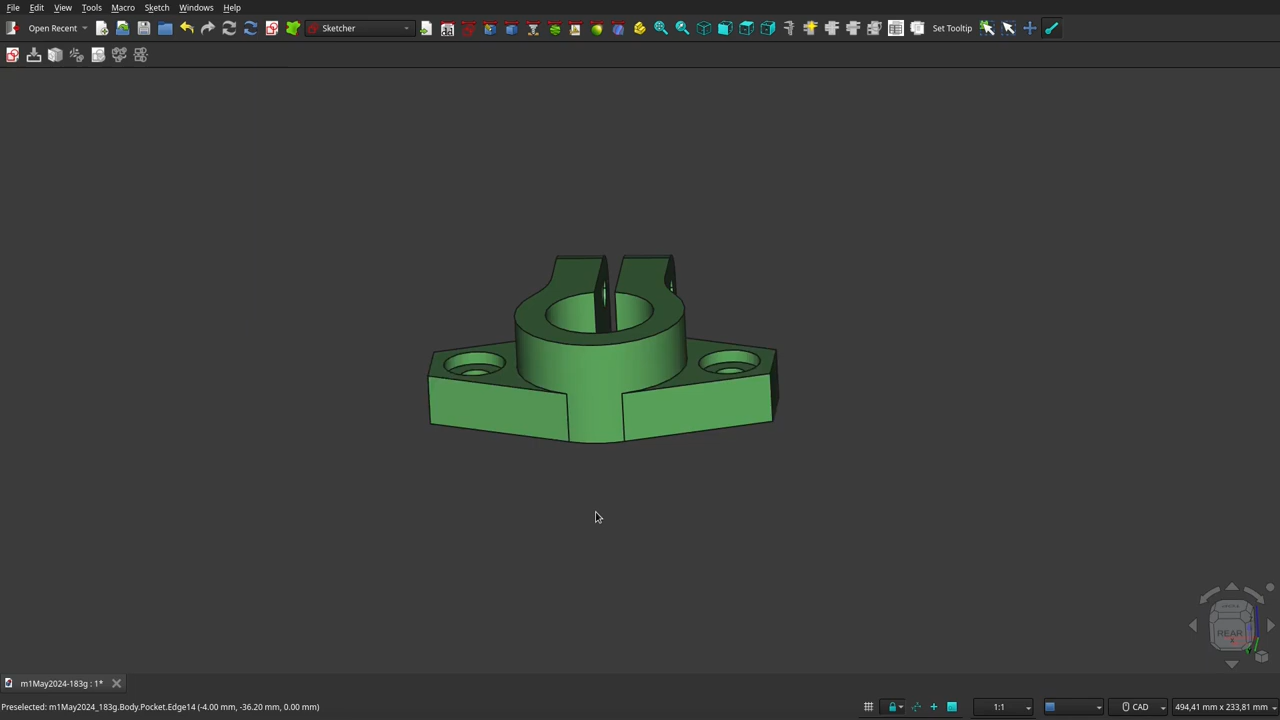 File Edit View Tools Macro Sketch Windows Help
Open Recent Sketcher Set Tooltip
REAR
m1May2024-183g : 1*
Preselected: m1May2024_183g.Body.Pocket.Edge14 (-4.00 mm, -36.20 mm, 0.00 mm) 1:1 CAD 494,41 mm x 233,81 mm